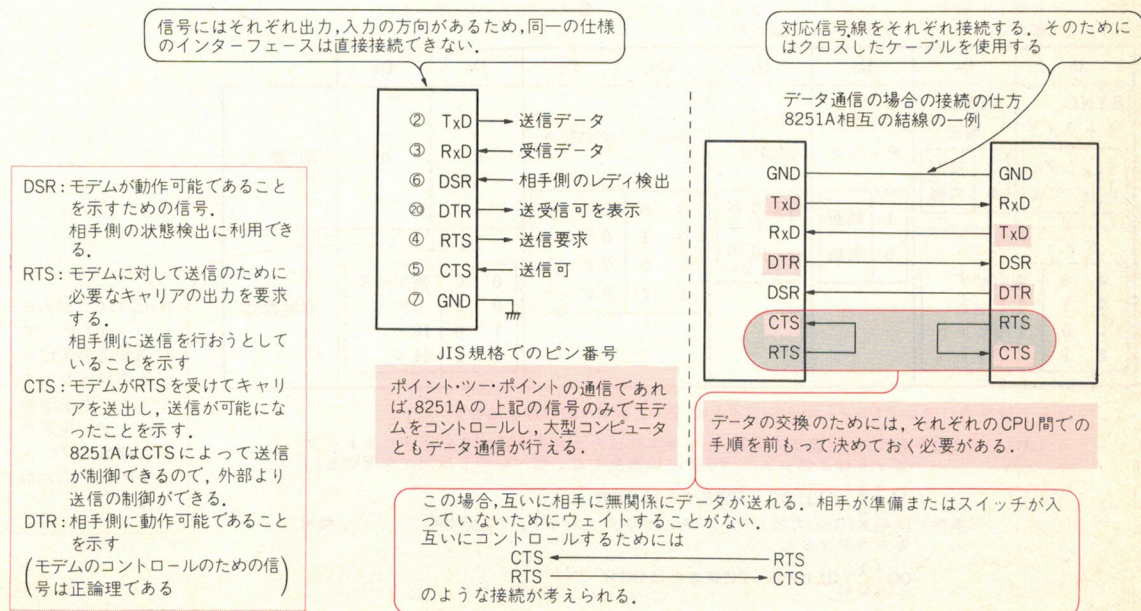 信号にはそれぞれ出力,入力の方向があるため,同一の仕様
のインターフェースは直接接続できない.
② TxD 送信データ
③ RxD 受信データ
⑥ DSR 相手側のレディ検出
⑳ DTR 送受信可を表示
④ RTS 送信要求
⑤ CTS 送信可
⑦ GND
JIS規格でのピン番号
ポイント・ツー・ポイントの通信であれ
ば,8251Aの上記の信号のみでモデ
ムをコントロールし,大型コンピュータ
ともデータ通信が行える.
DSR:モデムが動作可能であること
を示すための信号.
相手側の状態検出に利用でき
る.
RTS:モデムに対して送信のために
必要なキャリアの出力を要求
する.
相手側に送信を行おうとして
いることを示す
CTS:モデムがRTSを受けてキャリ
アを送出し,送信が可能にな
ったことを示す.
8251AはCTSによって送信
が制御できるので,外部より
送信の制御ができる.
DTR:相手側に動作可能であること
を示す
(モデムのコントロールのための信
号は正論理である)
対応信号線をそれぞれ接続する.そのために
はクロスしたケーブルを使用する
データ通信の場合の接続の仕方
8251A相互の結線の一例
GND GND
TxD RxD
RxD TxD
DTR DSR
DSR DTR
CTS RTS
RTS CTS
データの交換のためには,それぞれのCPU間での
手順を前もって決めておく必要がある.
この場合,互いに相手に無関係にデータが送れる.相手が準備またはスイッチが入
っていないためにウェイトすることがない.
互いにコントロールするためには
CTS RTS
RTS CTS
のような接続が考えられる.